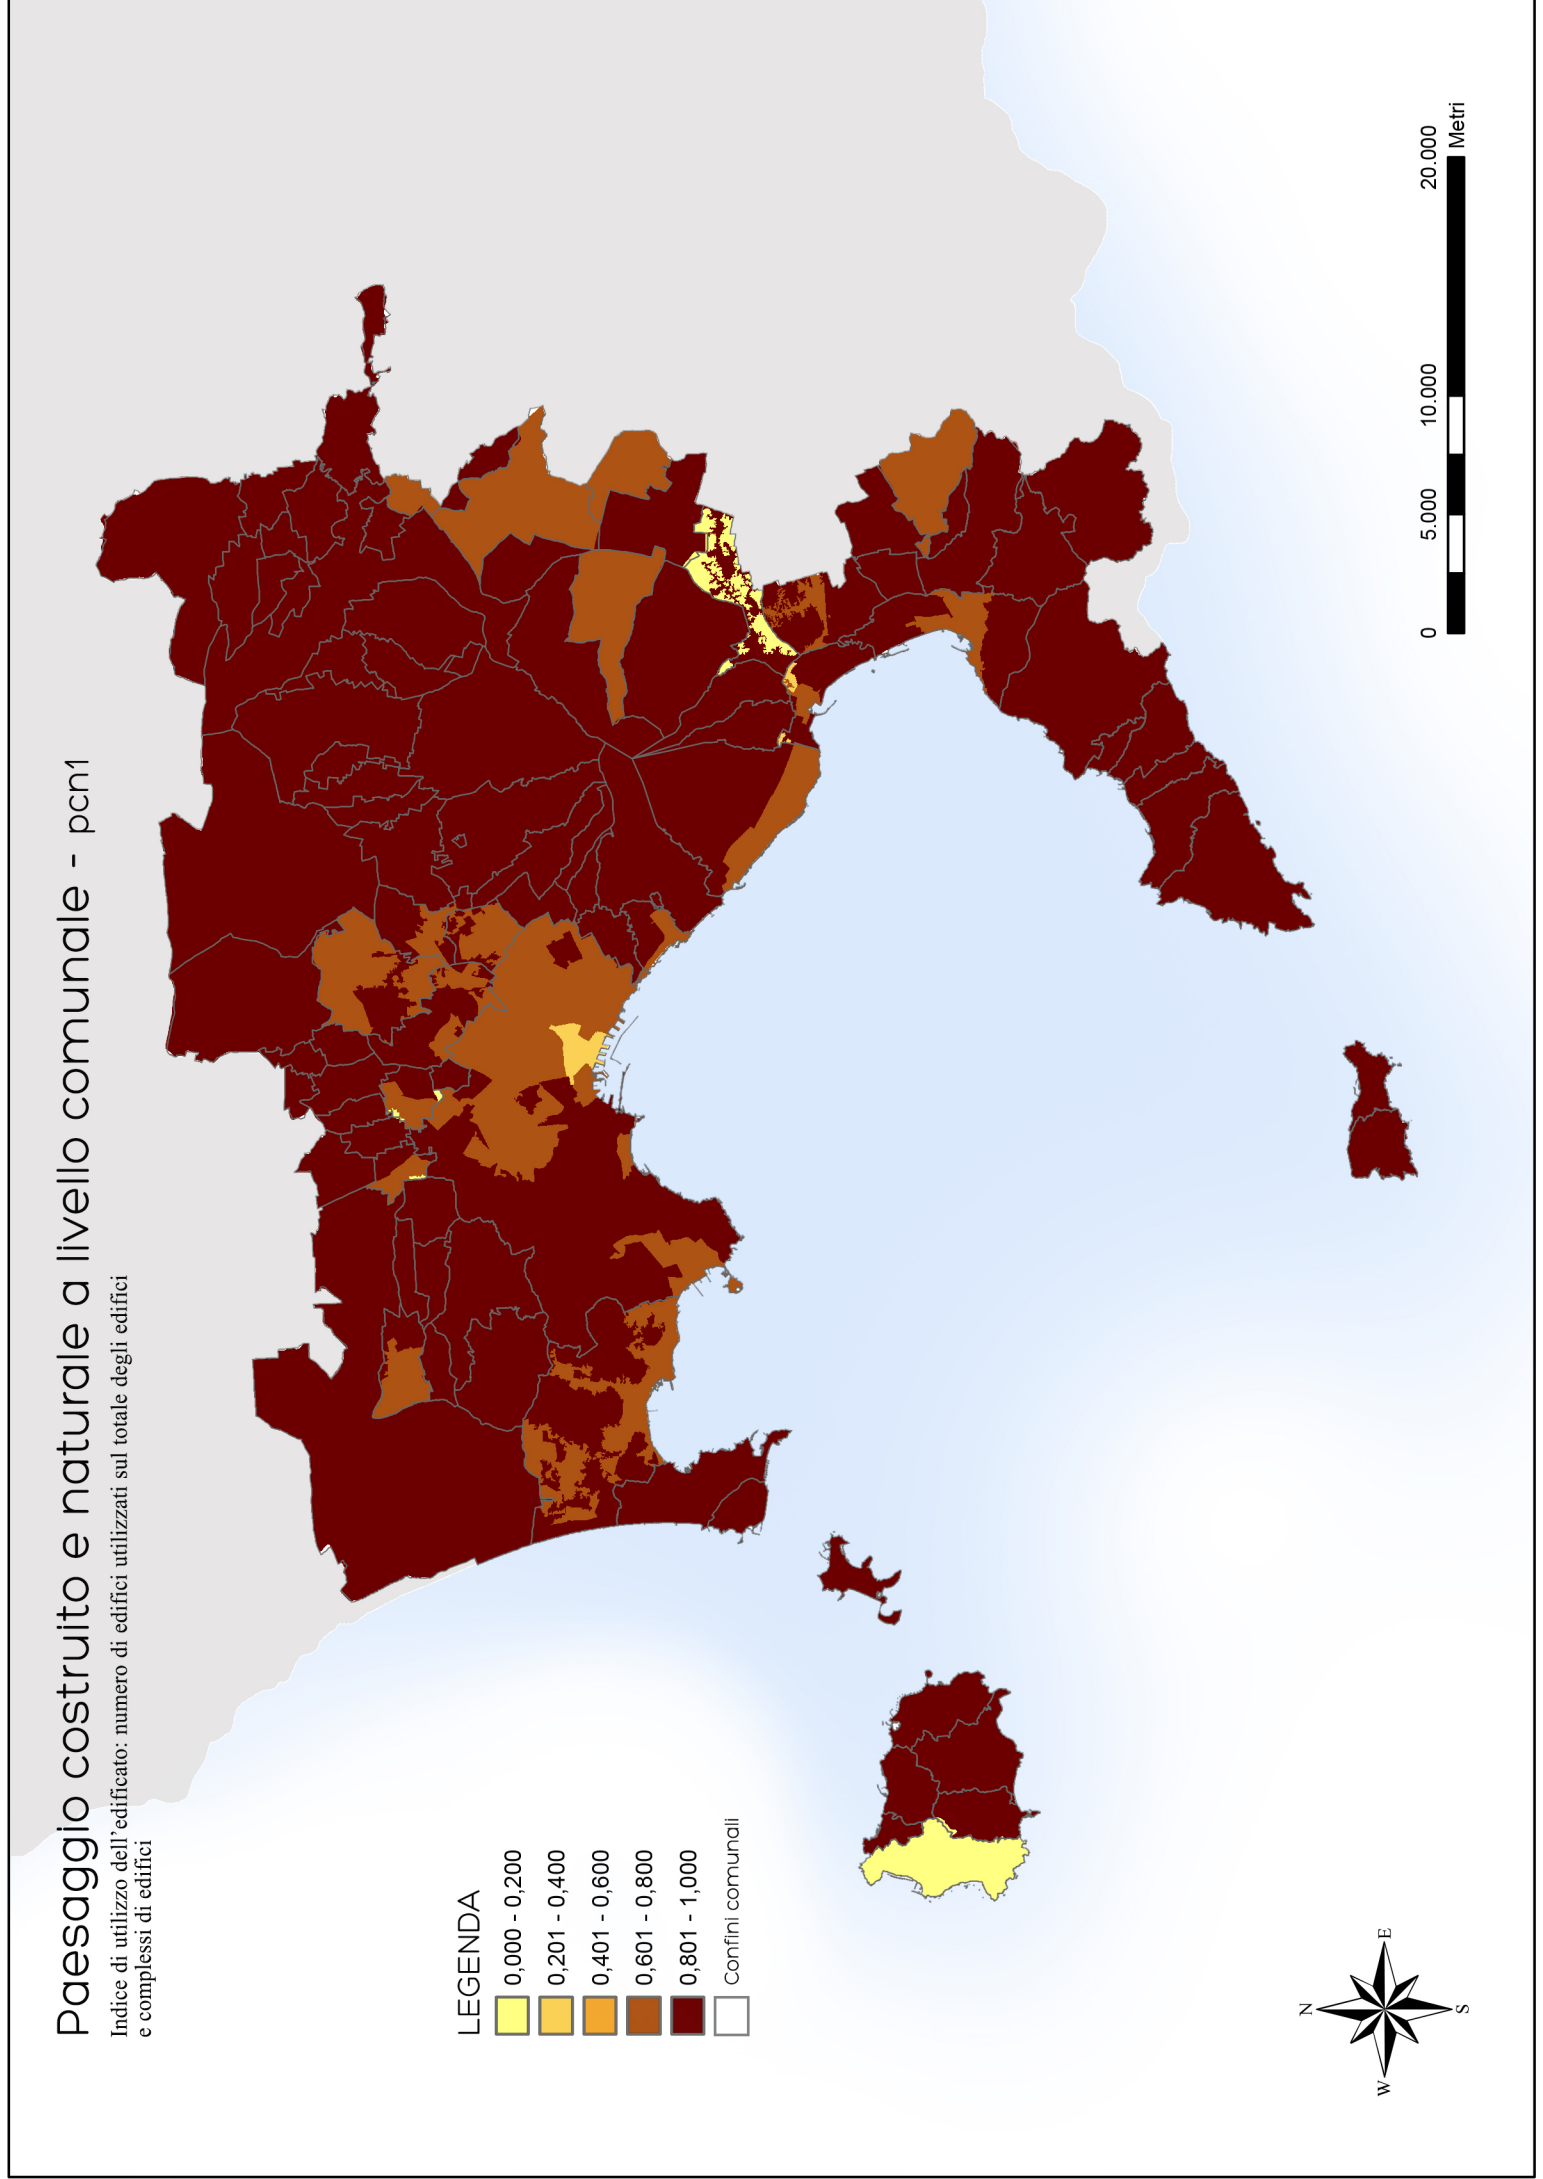 Paesaggio costruito e naturale a livello comunale - pcn1
Indice di utilizzo dell'edificato: numero di edifici utilizzati sul totale degli edifici
e complessi di edifici
LEGENDA
0,000 - 0,200
0,201 - 0,400
0,401 - 0,600
0,601 - 0,800
0,801 - 1,000
Confini comunali
N
W
E
S
0 5.000 10.000 20.000
Metri